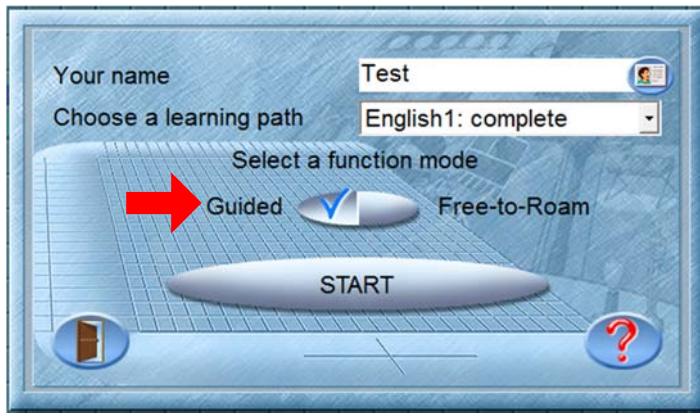 Your name Test
Choose a learning path English1: complete
Select a function mode
Guided Free-to-Roam
START
?